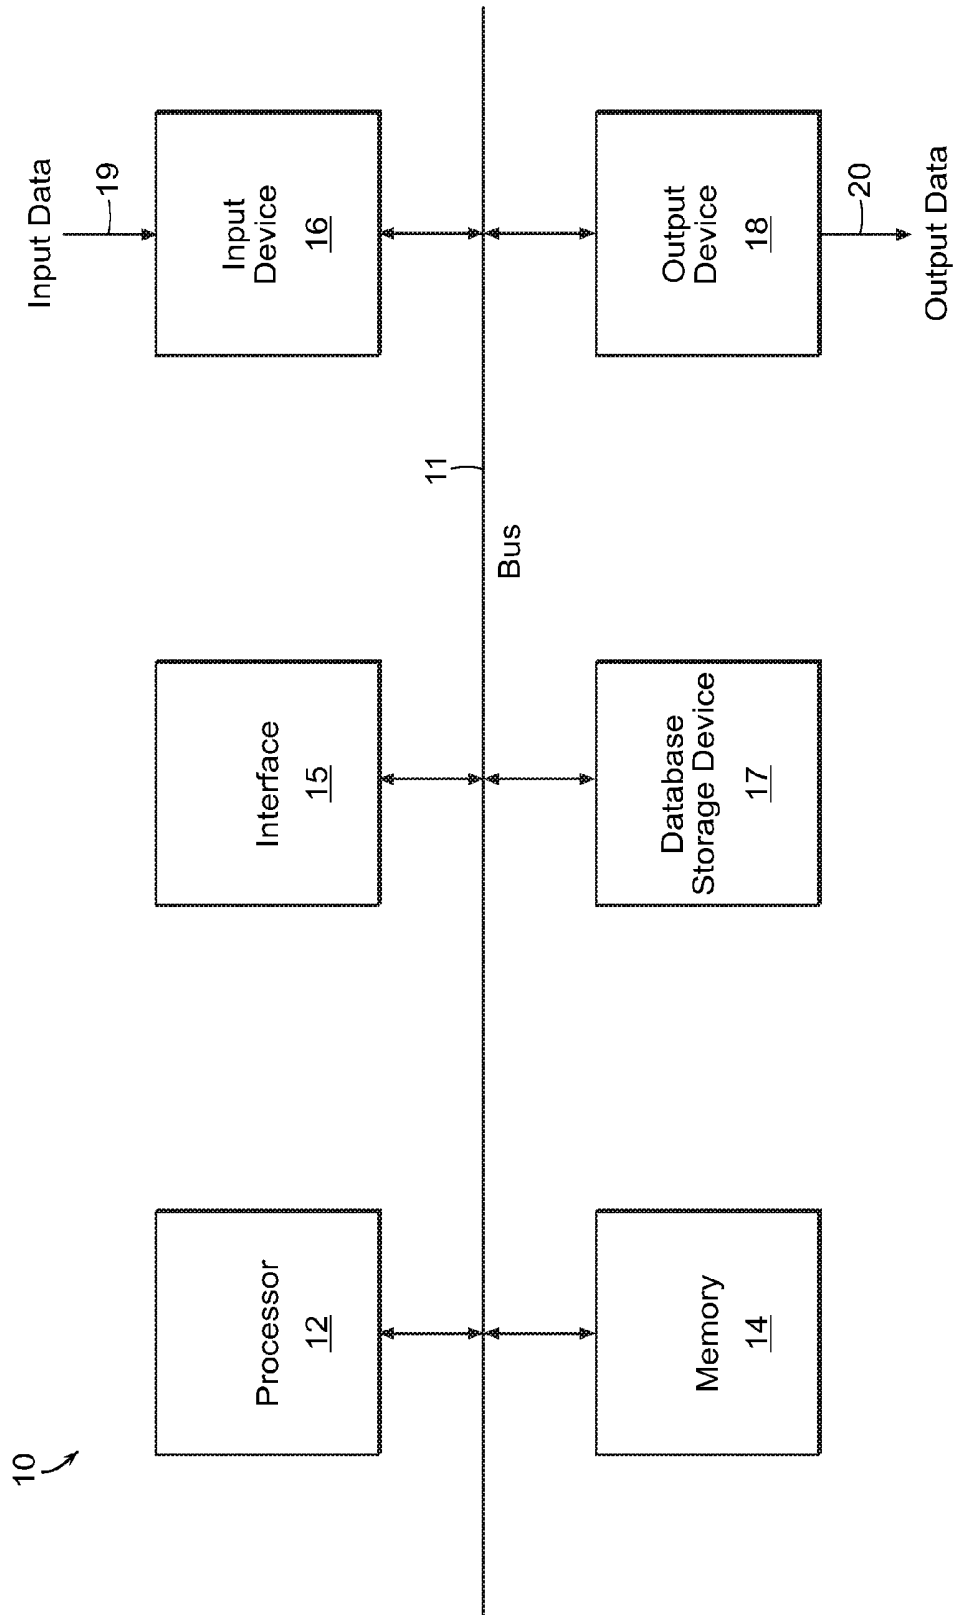 10
Processor
12
Interface
15
Input
Device
16
Input Data
19
11
Bus
Memory
14
Database
Storage Device
17
Output
Device
18
20
Output Data